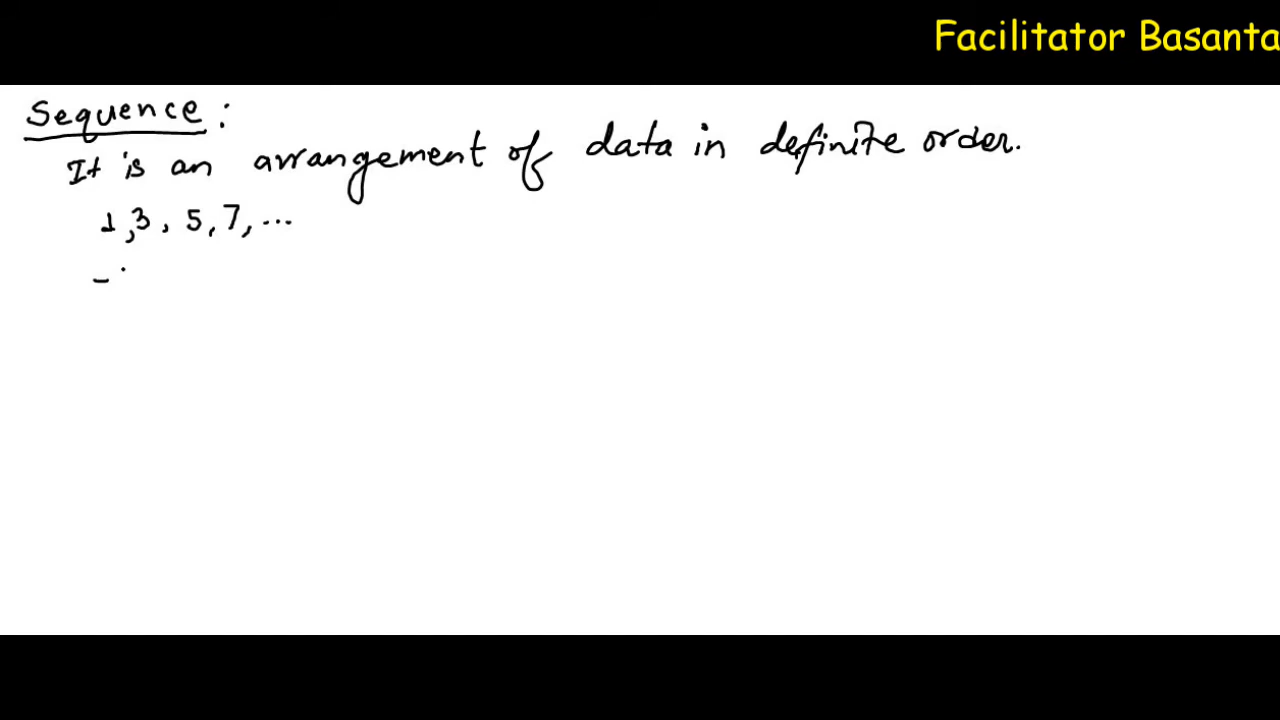 Facilitator Basanta
Sequence:
It is an arrangement of data in definite order.
1, 3, 5, 7, ...
-